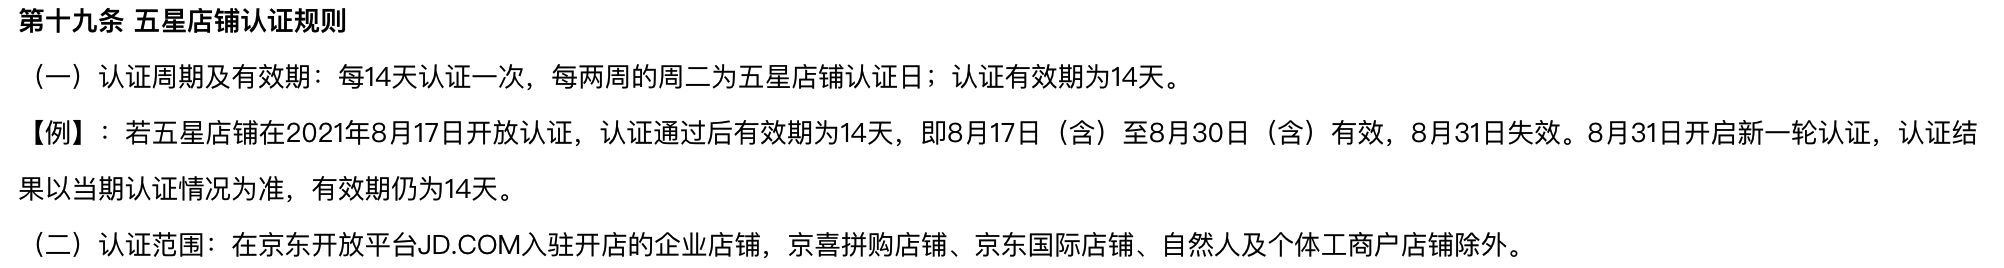 第十九条 五星店铺认证规则
（一）认证周期及有效期：每14天认证一次，每两周的周二为五星店铺认证日；认证有效期为14天。
【例】：若五星店铺在2021年8月17日开放认证，认证通过后有效期为14天，即8月17日（含）至8月30日（含）有效，8月31日失效。8月31日开启新一轮认证，认证结
果以当期认证情况为准，有效期仍为14天。
（二）认证范围：在京东开放平台JD.COM入驻开店的企业店铺，京喜拼购店铺、京东国际店铺、自然人及个体工商户店铺除外。